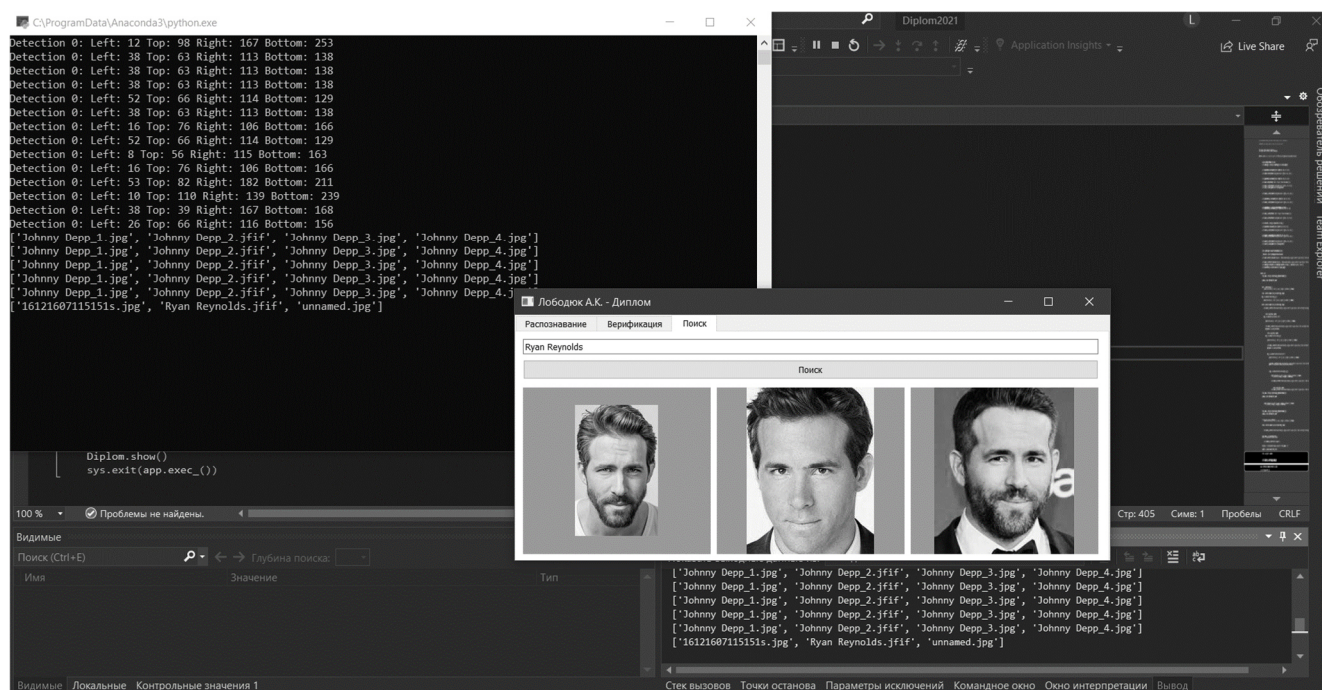 C:\ProgramData\Anaconda3\python.exe
Diplom2021
L
Application Insights
Live Share
Detection 0: Left: 12 Top: 98 Right: 167 Bottom: 253
Detection 0: Left: 38 Top: 63 Right: 113 Bottom: 138
Detection 0: Left: 38 Top: 63 Right: 113 Bottom: 138
Detection 0: Left: 38 Top: 63 Right: 113 Bottom: 138
Detection 0: Left: 52 Top: 66 Right: 114 Bottom: 129
Detection 0: Left: 38 Top: 63 Right: 113 Bottom: 138
Detection 0: Left: 16 Top: 76 Right: 106 Bottom: 166
Detection 0: Left: 52 Top: 66 Right: 114 Bottom: 129
Detection 0: Left: 8 Top: 56 Right: 115 Bottom: 163
Detection 0: Left: 16 Top: 76 Right: 106 Bottom: 166
Detection 0: Left: 53 Top: 82 Right: 182 Bottom: 211
Detection 0: Left: 10 Top: 110 Right: 139 Bottom: 239
Detection 0: Left: 38 Top: 39 Right: 167 Bottom: 168
Detection 0: Left: 26 Top: 66 Right: 116 Bottom: 156
['Johnny Depp_1.jpg', 'Johnny Depp_2.jfif', 'Johnny Depp_3.jpg', 'Johnny Depp_4.jpg']
['Johnny Depp_1.jpg', 'Johnny Depp_2.jfif', 'Johnny Depp_3.jpg', 'Johnny Depp_4.jpg']
['Johnny Depp_1.jpg', 'Johnny Depp_2.jfif', 'Johnny Depp_3.jpg', 'Johnny Depp_4.jpg']
['Johnny Depp_1.jpg', 'Johnny Depp_2.jfif', 'Johnny Depp_3.jpg', 'Johnny Depp_4.jpg']
['Johnny Depp_1.jpg', 'Johnny Depp_2.jfif', 'Johnny Depp_3.jpg', 'Johnny Depp_4.j
['16121607115151s.jpg', 'Ryan Reynolds.jfif', 'unnamed.jpg']
Обозреватель решений
Team Explorer
Лободюк А.К. - Диплом
Распознавание Верификация Поиск
Ryan Reynolds
Поиск
Diplom.show()
sys.exit(app.exec_())
100 % Проблемы не найдены.
Стр: 405 Симв: 1 Пробелы CRLF
Видимые
Поиск (Ctrl+E) Глубина поиска:
Имя Значение Тип
['Johnny Depp_1.jpg', 'Johnny Depp_2.jfif', 'Johnny Depp_3.jpg', 'Johnny Depp_4.jpg']
['Johnny Depp_1.jpg', 'Johnny Depp_2.jfif', 'Johnny Depp_3.jpg', 'Johnny Depp_4.jpg']
['Johnny Depp_1.jpg', 'Johnny Depp_2.jfif', 'Johnny Depp_3.jpg', 'Johnny Depp_4.jpg']
['Johnny Depp_1.jpg', 'Johnny Depp_2.jfif', 'Johnny Depp_3.jpg', 'Johnny Depp_4.jpg']
['Johnny Depp_1.jpg', 'Johnny Depp_2.jfif', 'Johnny Depp_3.jpg', 'Johnny Depp_4.jpg']
['16121607115151s.jpg', 'Ryan Reynolds.jfif', 'unnamed.jpg']
Видимые Локальные Контрольные значения 1
Стек вызовов Точки останова Параметры исключений Командное окно Окно интерпретации Вывод